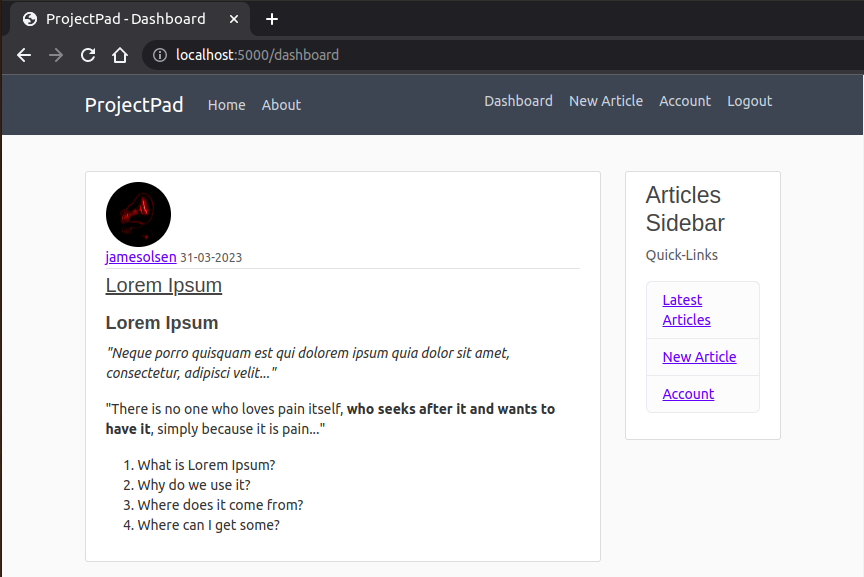 ProjectPad - Dashboard
localhost:5000/dashboard
ProjectPad Home About Dashboard New Article Account Logout
jamesolsen 31-03-2023
Lorem Ipsum
Lorem Ipsum
"Neque porro quisquam est qui dolorem ipsum quia dolor sit amet,
consectetur, adipisci velit..."
"There is no one who loves pain itself, who seeks after it and wants to
have it, simply because it is pain..."
1. What is Lorem Ipsum?
2. Why do we use it?
3. Where does it come from?
4. Where can I get some?
Articles
Sidebar
Quick-Links
Latest
Articles
New Article
Account